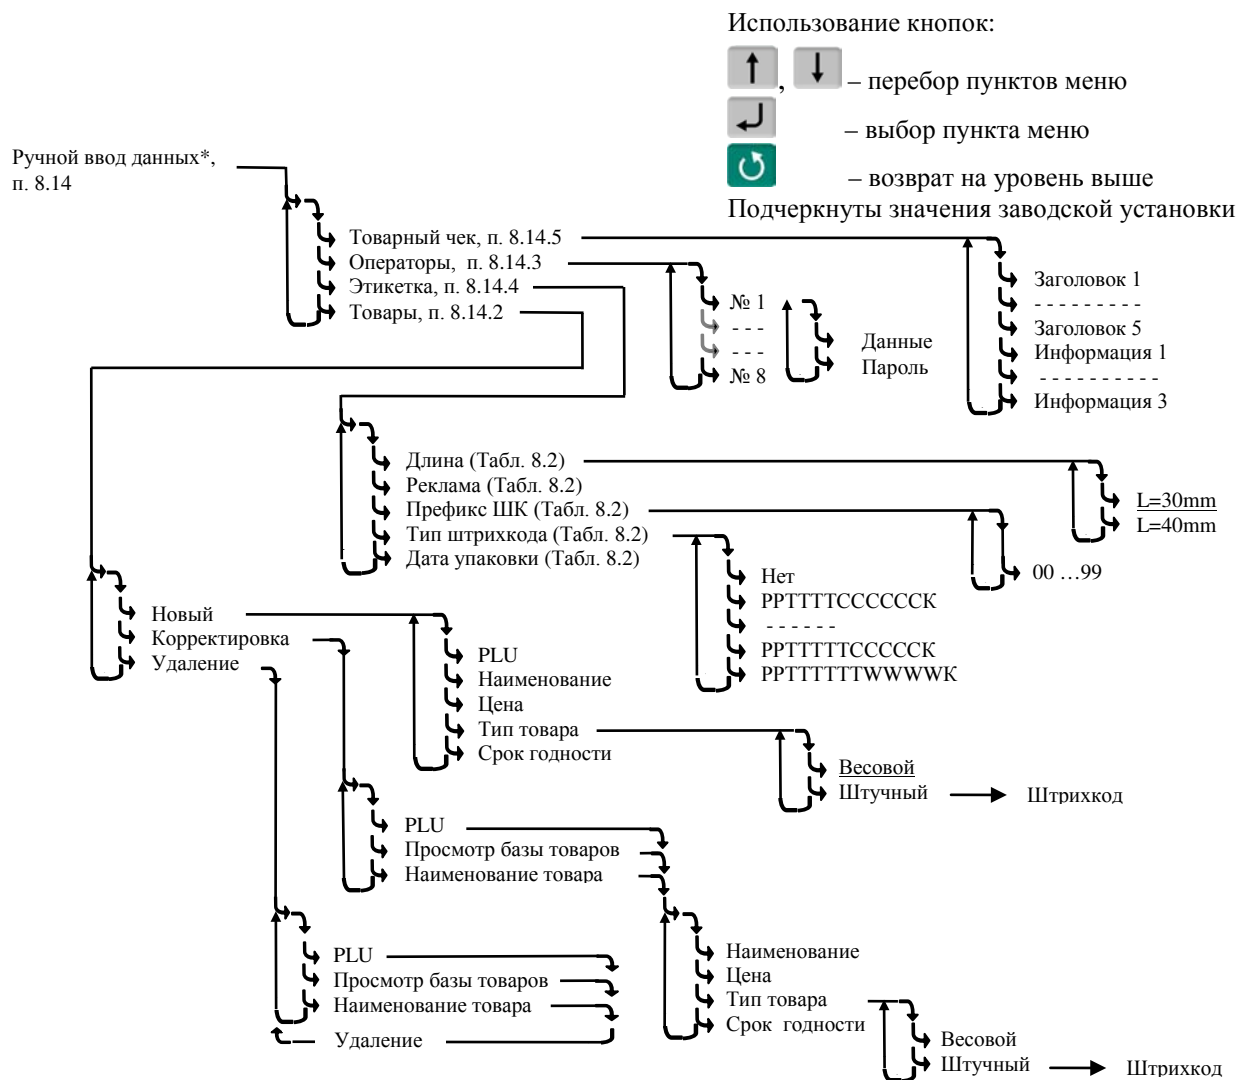 Использование кнопок:
, – перебор пунктов меню
– выбор пункта меню
– возврат на уровень выше
Подчеркнуты значения заводской установки
Ручной ввод данных*,
п. 8.14
Товарный чек, п. 8.14.5
Операторы, п. 8.14.3
Этикетка, п. 8.14.4
Товары, п. 8.14.2
№ 1
- - -
- - -
№ 8
Данные
Пароль
Заголовок 1
- - - - - - - - -
Заголовок 5
Информация 1
- - - - - - - - - -
Информация 3
Длина (Табл. 8.2)
Реклама (Табл. 8.2)
Префикс ШК (Табл. 8.2)
Тип штрихкода (Табл. 8.2)
Дата упаковки (Табл. 8.2)
L=30mm
L=40mm
00 …99
Нет
РРТТТТССССССК
- - - - - -
РРТТТТТСССССК
РРТТТТТТWWWWК
Новый
Корректировка
Удаление
PLU
Наименование
Цена
Тип товара
Срок годности
Весовой
Штучный
Штрихкод
PLU
Просмотр базы товаров
Наименование товара
Наименование
Цена
Тип товара
Срок годности
Весовой
Штучный
Штрихкод
PLU
Просмотр базы товаров
Наименование товара
Удаление